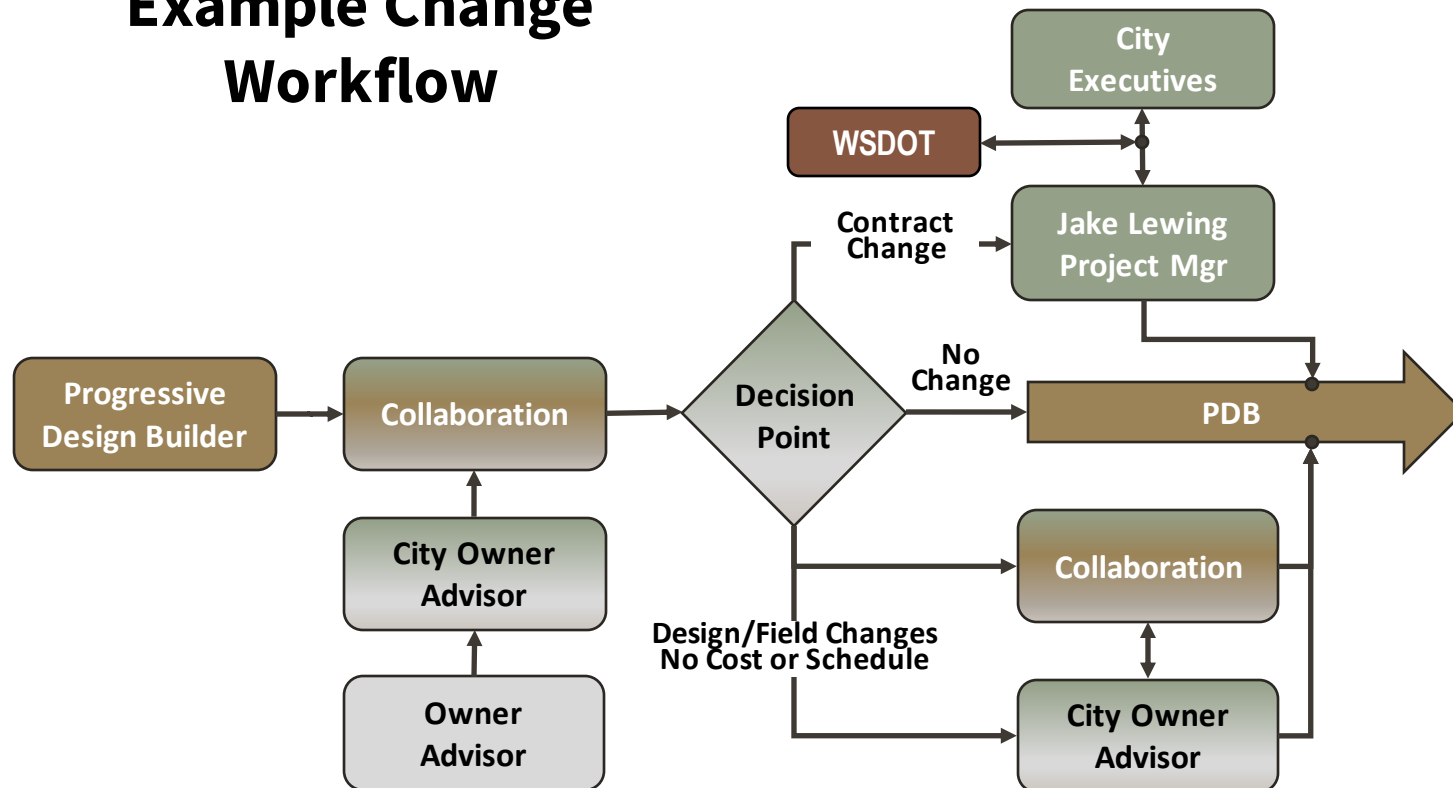 Example Change
Workflow
City
Executives
WSDOT
Contract
Change
Jake Lewing
Project Mgr
Progressive
Design Builder
Collaboration
Decision
Point
No
Change
PDB
City Owner
Advisor
Collaboration
Design/Field Changes
No Cost or Schedule
Owner
Advisor
City Owner
Advisor